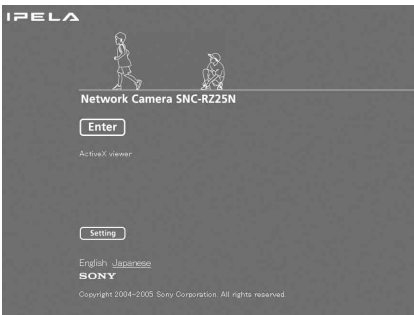 IPELA
Network Camera SNC-RZ25N
Enter
ActiveX viewer
Setting
English Japanese
SONY
Copyright 2004-2005 Sony Corporation. All rights reserved.